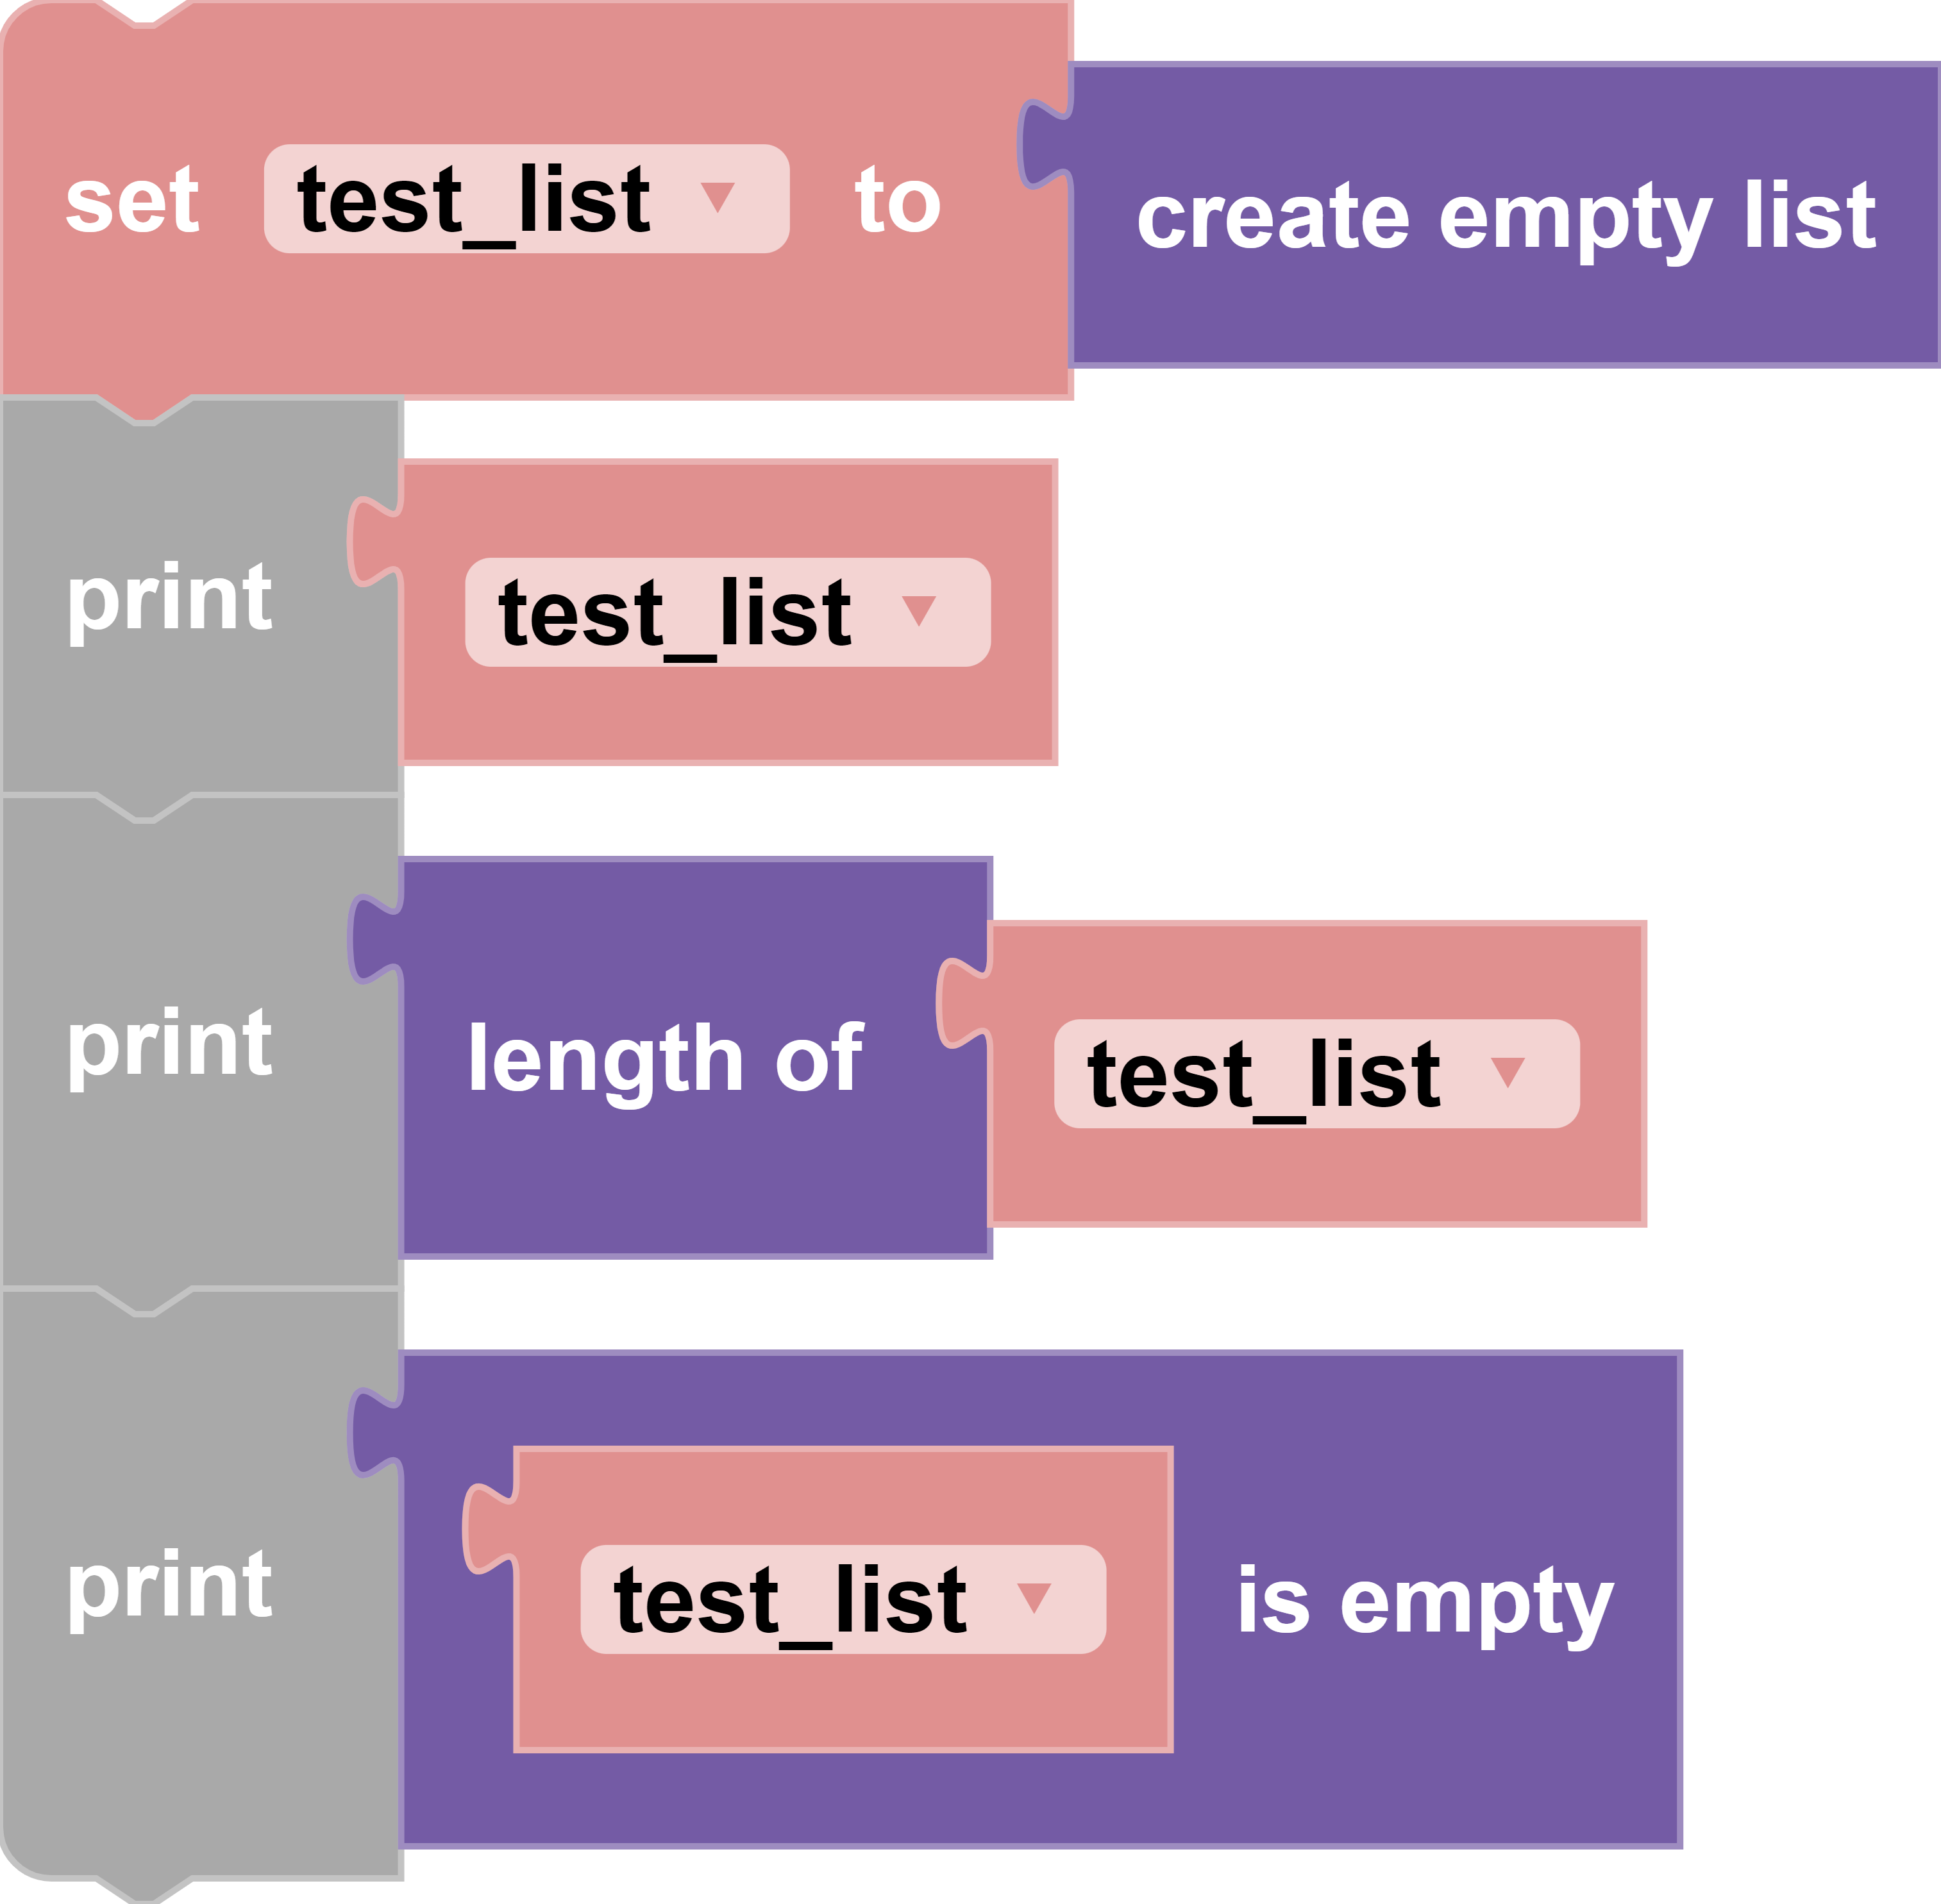 set test_list to create empty list
print test_list
print length of test_list
print test_list is empty